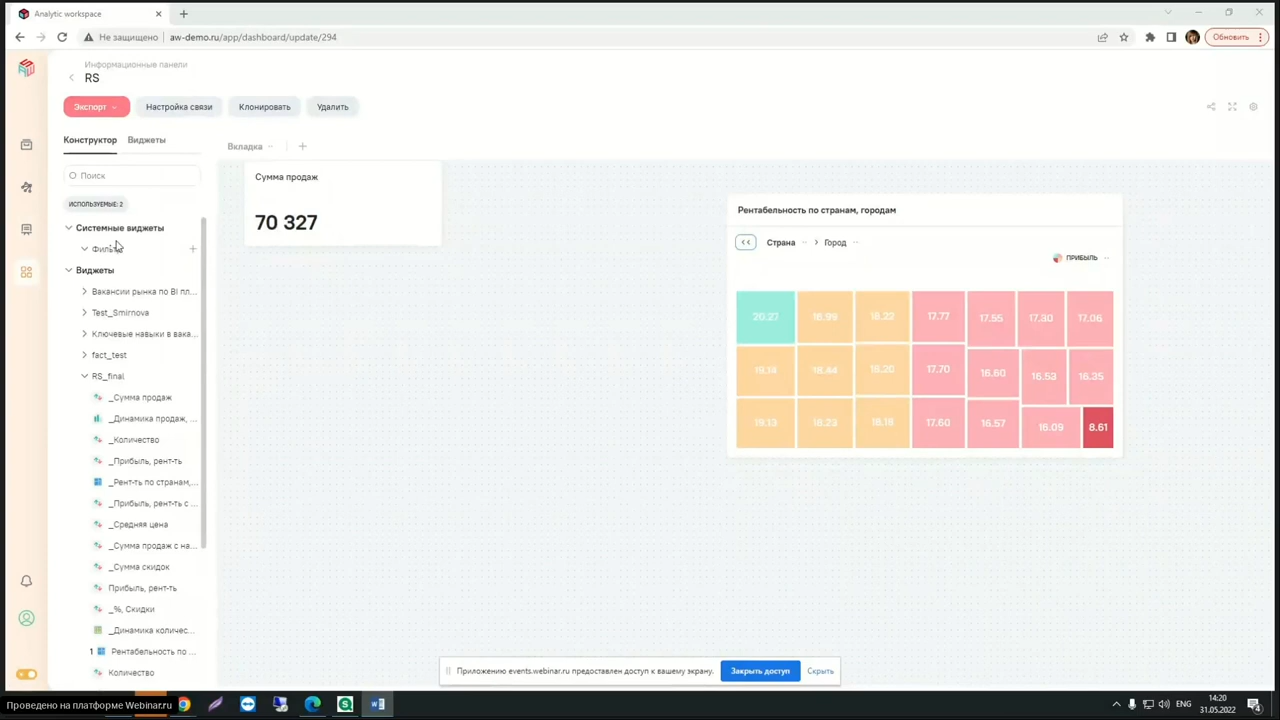 Analytic workspace
Не защищено
aw-demo.ru/app/dashboard/update/294
Обновить
Информационные панели
RS
Экспорт
Настройка связи
Клонировать
Удалить
Конструктор
Виджеты
Вкладка
Поиск
ИСПОЛЬЗУЕМЫЕ: 2
Системные виджеты
Виджеты
Вакансии рынка по BI пл...
Test_Smirnova
Ключевые навыки в вака...
fact_test
RS_final
_Сумма продаж
_Динамика продаж, ...
_Количество
_Прибыль, рент-ть
_Рент-ть по странам,...
_Прибыль, рент-ть с ...
_Средняя цена
_Сумма продаж с на...
_Сумма скидок
Прибыль, рент-ть
_%, Скидки
_Динамика количес...
1 Рентабельность по ...
Количество
Сумма продаж
70 327
Рентабельность по странам, городам
<< Страна > Город
ПРИБЫЛЬ
20.27 18.99 18.22 17.77 17.55 17.30 17.06
19.14 18.44 18.20 17.70 16.60 16.53 16.35
19.13 18.23 18.18 17.60 16.57 16.09 8.61
Приложению events.webinar.ru предоставлен доступ к вашему экрану.
Закрыть доступ
Скрыть
Проведено на платформе Webinar.ru
ENG
14:20
31.05.2022
4